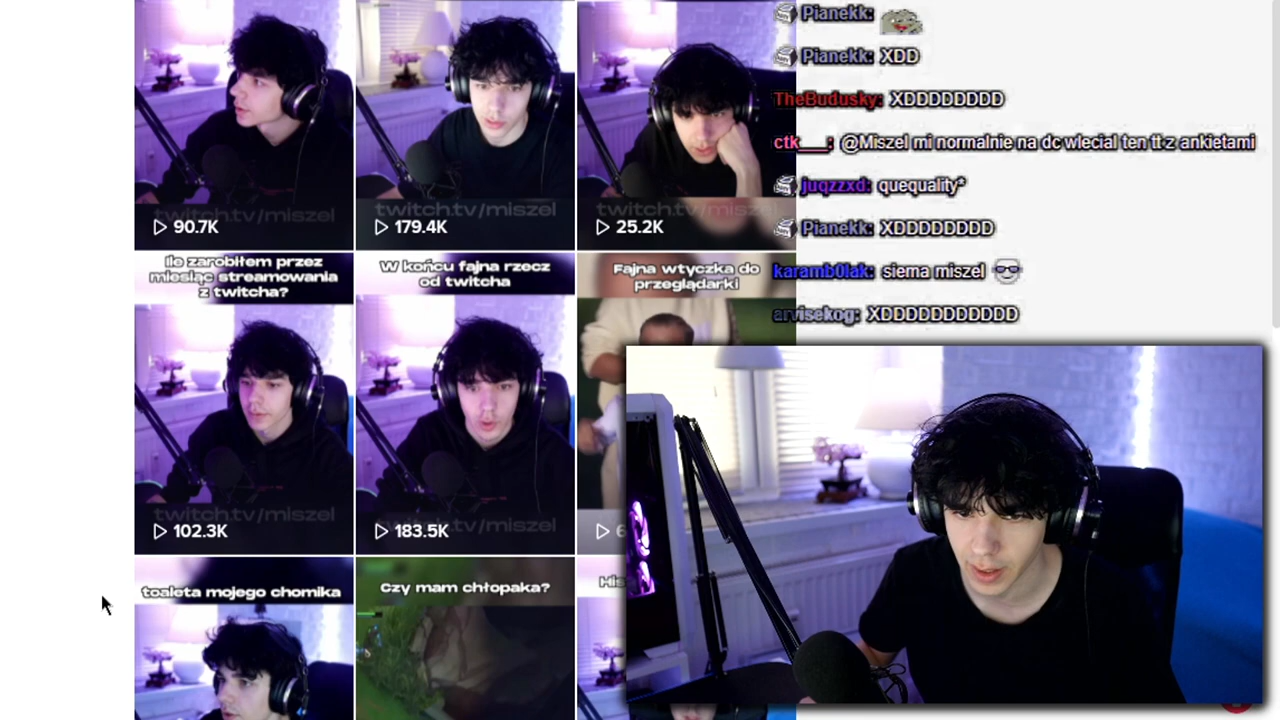 twitch.tv/miszel
90.7K
twitch.tv/miszel
179.4K
twitch.tv/miszel
25.2K
Ile zarobiłem przez
miesiąc streamowania
z twitcha?
twitch.tv/miszel
102.3K
W końcu fajna rzecz
od twitcha
tv/miszel
183.5K
Fajna wtyczka do
przeglądarki
6
toaleta mojego chomika
Czy mam chłopaka?
His
Pianekk:
Pianekk: XDD
TheBudusky: XDDDDDDDD
ctk___: @Miszel mi normalnie na dc wlecial ten tt z ankietami
juqzzxd: quequality*
Pianekk: XDDDDDDDDD
karamb0lak: siema miszel
arvisekog: XDDDDDDDDDDD